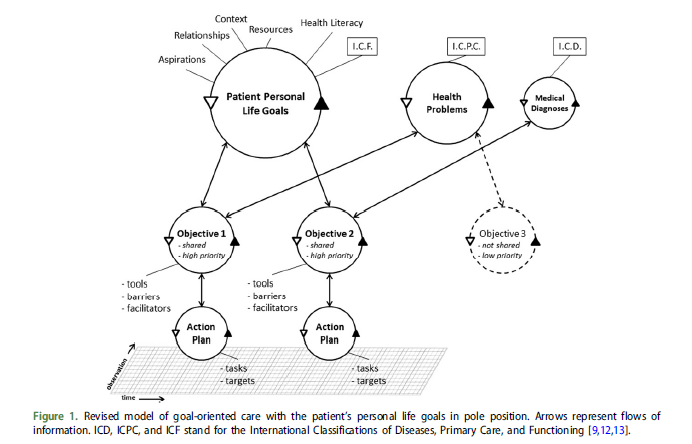 Context
Resources
Relationships
Health Literacy
Aspirations
I.C.F.
I.C.P.C.
I.C.D.
Patient Personal
Life Goals
Health
Problems
Medical
Diagnoses
Objective 1
- shared
- high priority
Objective 2
- shared
- high priority
Objective 3
- not shared
- low priority
- tools
- barriers
- facilitators
- tools
- barriers
- facilitators
Action
Plan
Action
Plan
- tasks
- targets
- tasks
- targets
observation
time
Figure 1. Revised model of goal-oriented care with the patient's personal life goals in pole position. Arrows represent flows of
information. ICD, ICPC, and ICF stand for the International Classifications of Diseases, Primary Care, and Functioning [9,12,13].